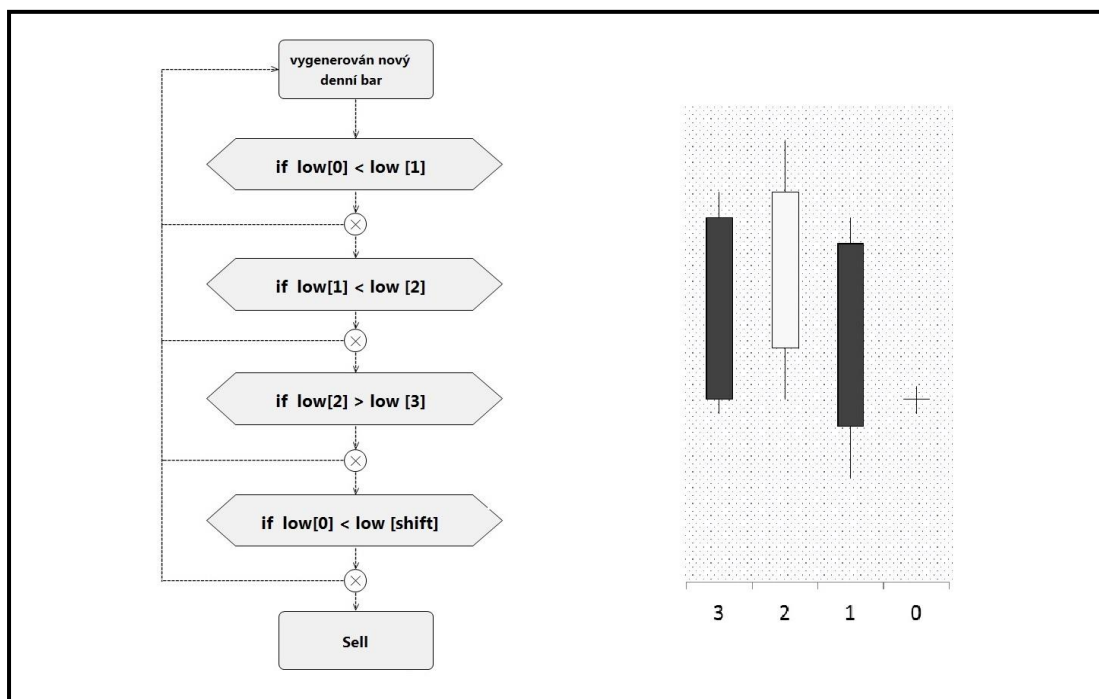 vygenerován nový
denní bar
if low[0] < low [1]
if low[1] < low [2]
if low[2] > low [3]
if low[0] < low [shift]
Sell
3 2 1 0